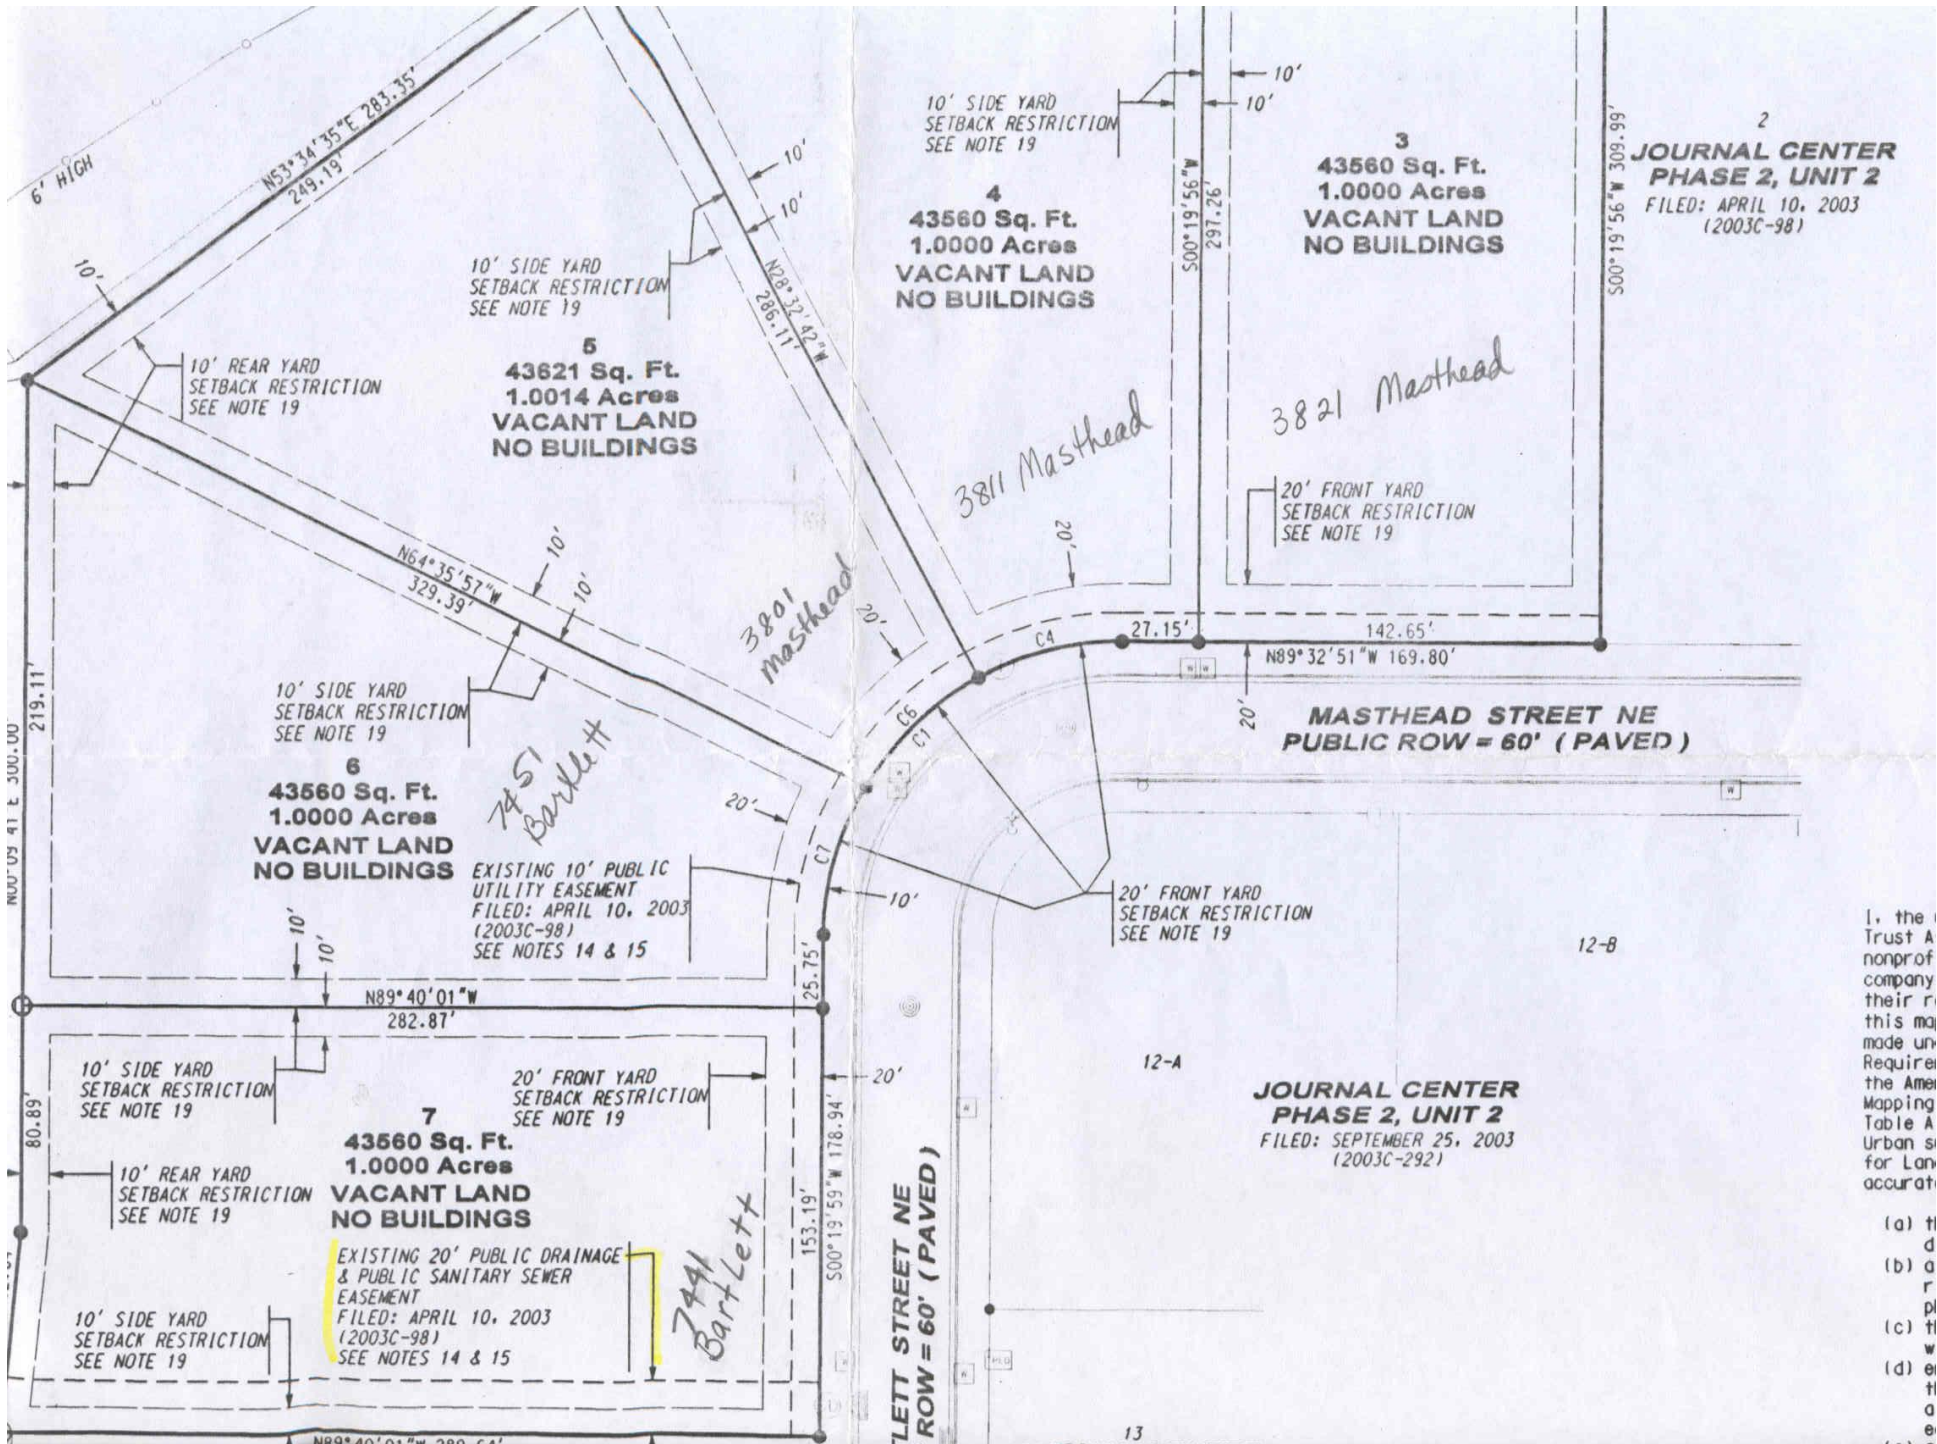 6' HIGH
N53°34'35"E 283.35'
249.19'
10'
10' REAR YARD
SETBACK RESTRICTION
SEE NOTE 19
10' SIDE YARD
SETBACK RESTRICTION
SEE NOTE 19
10'
10'
N28°32'42"W
286.11'
5
43621 Sq. Ft.
1.0014 Acres
VACANT LAND
NO BUILDINGS
3801
Masthead
20'
N64°35'57"W
329.39'
10'
10'
10' SIDE YARD
SETBACK RESTRICTION
SEE NOTE 19
4
43560 Sq. Ft.
1.0000 Acres
VACANT LAND
NO BUILDINGS
10' SIDE YARD
SETBACK RESTRICTION
SEE NOTE 19
10'
10'
S00°19'56"W
297.26'
3811 Masthead
20'
3
43560 Sq. Ft.
1.0000 Acres
VACANT LAND
NO BUILDINGS
3821 Masthead
20' FRONT YARD
SETBACK RESTRICTION
SEE NOTE 19
S00°19'56"W 309.99'
2
JOURNAL CENTER
PHASE 2, UNIT 2
FILED: APRIL 10, 2003
(2003C-98)
C4
27.15'
142.65'
N89°32'51"W 169.80'
20'
MASTHEAD STREET NE
PUBLIC ROW = 60' (PAVED)
W W
W
C6
C1
C7
219.11'
6
43560 Sq. Ft.
1.0000 Acres
VACANT LAND
NO BUILDINGS
7451
Bartlett
20'
EXISTING 10' PUBLIC
UTILITY EASEMENT
FILED: APRIL 10, 2003
(2003C-98)
SEE NOTES 14 & 15
10'
20' FRONT YARD
SETBACK RESTRICTION
SEE NOTE 19
12-B
10'
10'
25.75'
N89°40'01"W
282.87'
10' SIDE YARD
SETBACK RESTRICTION
SEE NOTE 19
20' FRONT YARD
SETBACK RESTRICTION
SEE NOTE 19
20'
12-A
JOURNAL CENTER
PHASE 2, UNIT 2
FILED: SEPTEMBER 25, 2003
(2003C-292)
80.89'
7
43560 Sq. Ft.
1.0000 Acres
VACANT LAND
NO BUILDINGS
10' REAR YARD
SETBACK RESTRICTION
SEE NOTE 19
EXISTING 20' PUBLIC DRAINAGE
& PUBLIC SANITARY SEWER
EASEMENT
FILED: APRIL 10, 2003
(2003C-98)
SEE NOTES 14 & 15
7441
Bartlett
153.19'
S00°19'59"W 178.94'
10' SIDE YARD
SETBACK RESTRICTION
SEE NOTE 19
TLETT STREET NE
ROW = 60' (PAVED)
13
I, the
Trust A
nonprof
company
their r
this ma
made un
Require
the Ame
Mapping
Table A
Urban s
for Lan
accurat
(a) t
d
(b) a
r
p
(c) t
w
(d) e
t
a
e